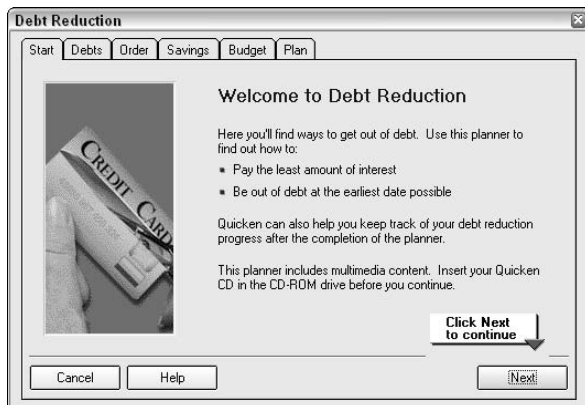 Debt Reduction
Start Debts Order Savings Budget Plan
CREDIT CARD
Welcome to Debt Reduction
Here you'll find ways to get out of debt. Use this planner to
find out how to:
Pay the least amount of interest
Be out of debt at the earliest date possible
Quicken can also help you keep track of your debt reduction
progress after the completion of the planner.
This planner includes multimedia content. Insert your Quicken
CD in the CD-ROM drive before you continue.
Click Next
to continue
Cancel Help Next